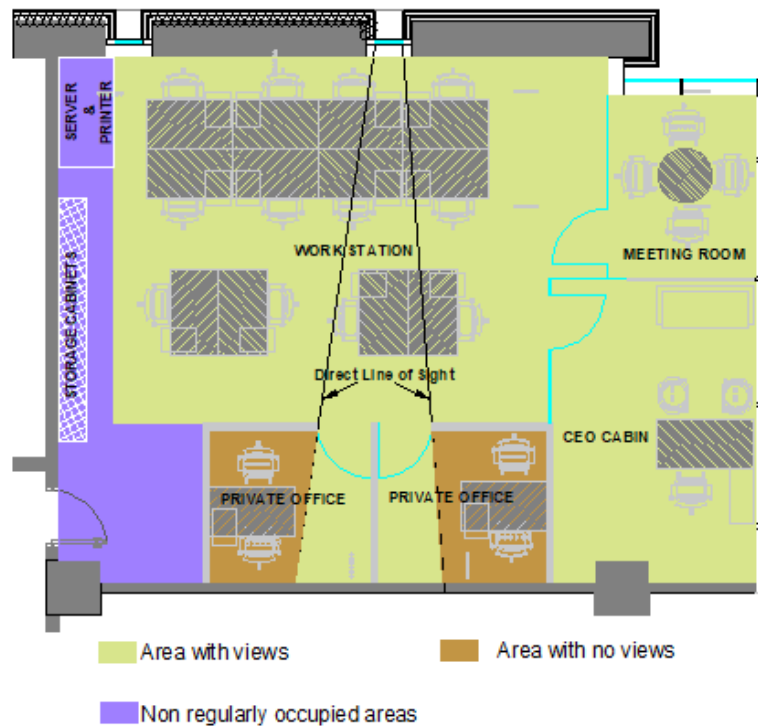 SERVER
&
PRINTER
STORAGE CABINETS
WORK STATION
MEETING ROOM
Direct Line of Sight
CEO CABIN
PRIVATE OFFICE
PRIVATE OFFICE
Area with views
Area with no views
Non regularly occupied areas